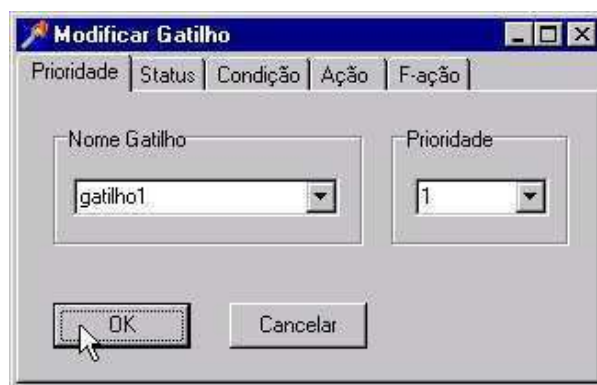 Modificar Gatilho
Prioridade Status Condição Ação F-ação
Nome Gatilho Prioridade
gatilho1 1
OK Cancelar